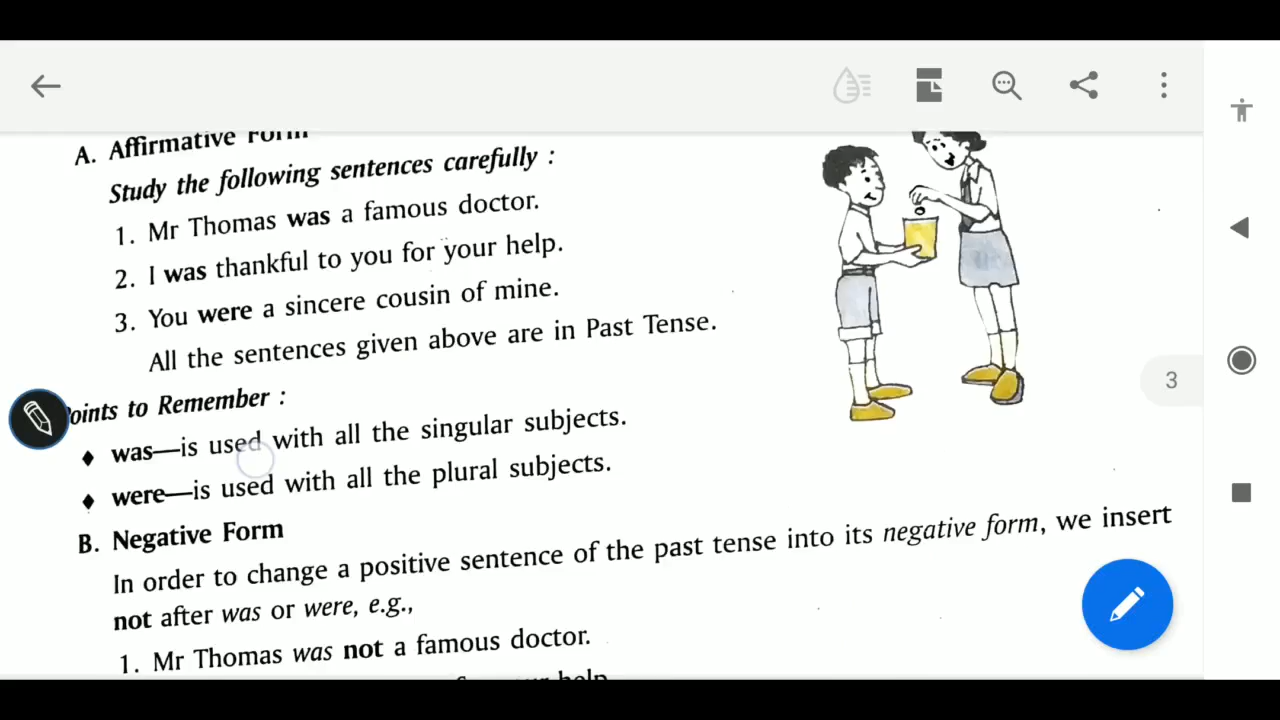 A. Affirmative Form
Study the following sentences carefully :
1. Mr Thomas was a famous doctor.
2. I was thankful to you for your help.
3. You were a sincere cousin of mine.
All the sentences given above are in Past Tense.
3
oints to Remember :
♦ was—is used with all the singular subjects.
♦ were—is used with all the plural subjects.
B. Negative Form
In order to change a positive sentence of the past tense into its negative form, we insert
not after was or were, e.g.,
1. Mr Thomas was not a famous doctor.
help